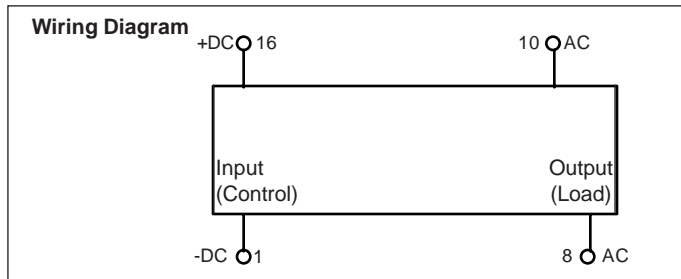 Wiring Diagram
+DC 16
10 AC
Input
(Control)
Output
(Load)
-DC 1
8 AC